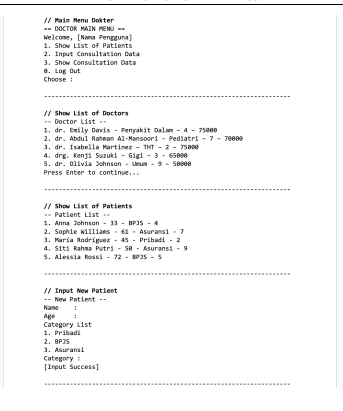 // Main Menu Dokter
== DOCTOR MAIN MENU ==
Welcome, [Nama Pengguna]
1. Show List of Patients
2. Input Consultation Data
3. Show Consultation Data
0. Log Out
Choose :
----------------------------------------------------------------
// Show List of Doctors
-- Doctor List --
1. dr. Emily Davis - Penyakit Dalam - 4 - 75000
2. dr. Abdul Rahman Al-Mansoori - Pediatri - 7 - 70000
3. dr. Isabella Martinez - THT - 2 - 75000
4. drg. Kenji Suzuki - Gigi - 3 - 65000
5. dr. Olivia Johnson - Umum - 9 - 50000
Press Enter to continue...
----------------------------------------------------------------
// Show List of Patients
-- Patient List --
1. Anna Johnson - 33 - BPJS - 4
2. Sophie Williams - 61 - Asuransi - 7
3. María Rodríguez - 45 - Pribadi - 2
4. Siti Rahma Putri - 50 - Asuransi - 9
5. Alessia Rossi - 72 - BPJS - 5
----------------------------------------------------------------
// Input New Patient
-- New Patient --
Name :
Age :
Category List
1. Pribadi
2. BPJS
3. Asuransi
Category :
[Input Success]
----------------------------------------------------------------